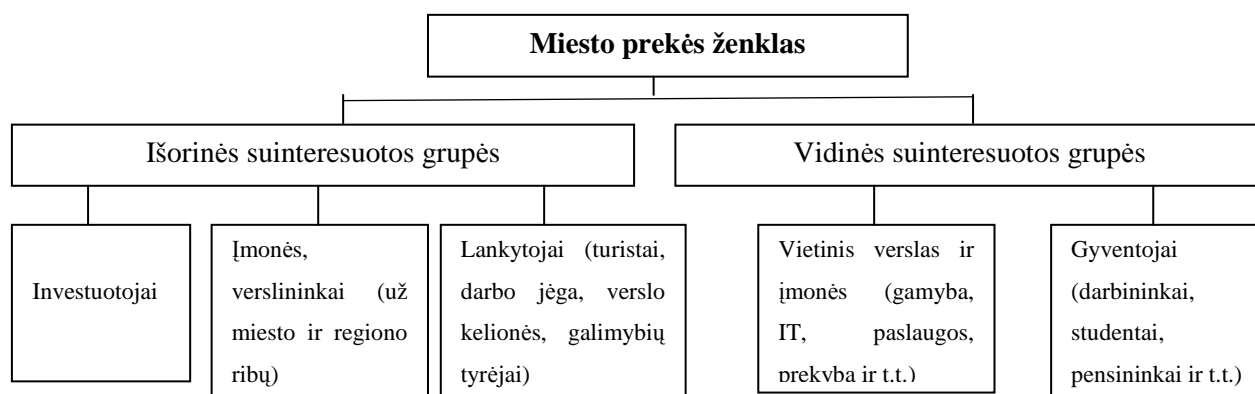 Miesto prekės ženklas
Išorinės suinteresuotos grupės
Vidinės suinteresuotos grupės
Investuotojai
Įmonės,
verslininkai (už
miesto ir regiono
ribų)
Lankytojai (turistai,
darbo jėga, verslo
kelionės, galimybių
tyrėjai)
Vietinis verslas ir
įmonės (gamyba,
IT, paslaugos,
prekyba ir t.t.)
Gyventojai
(darbininkai,
studentai,
pensininkai ir t.t.)